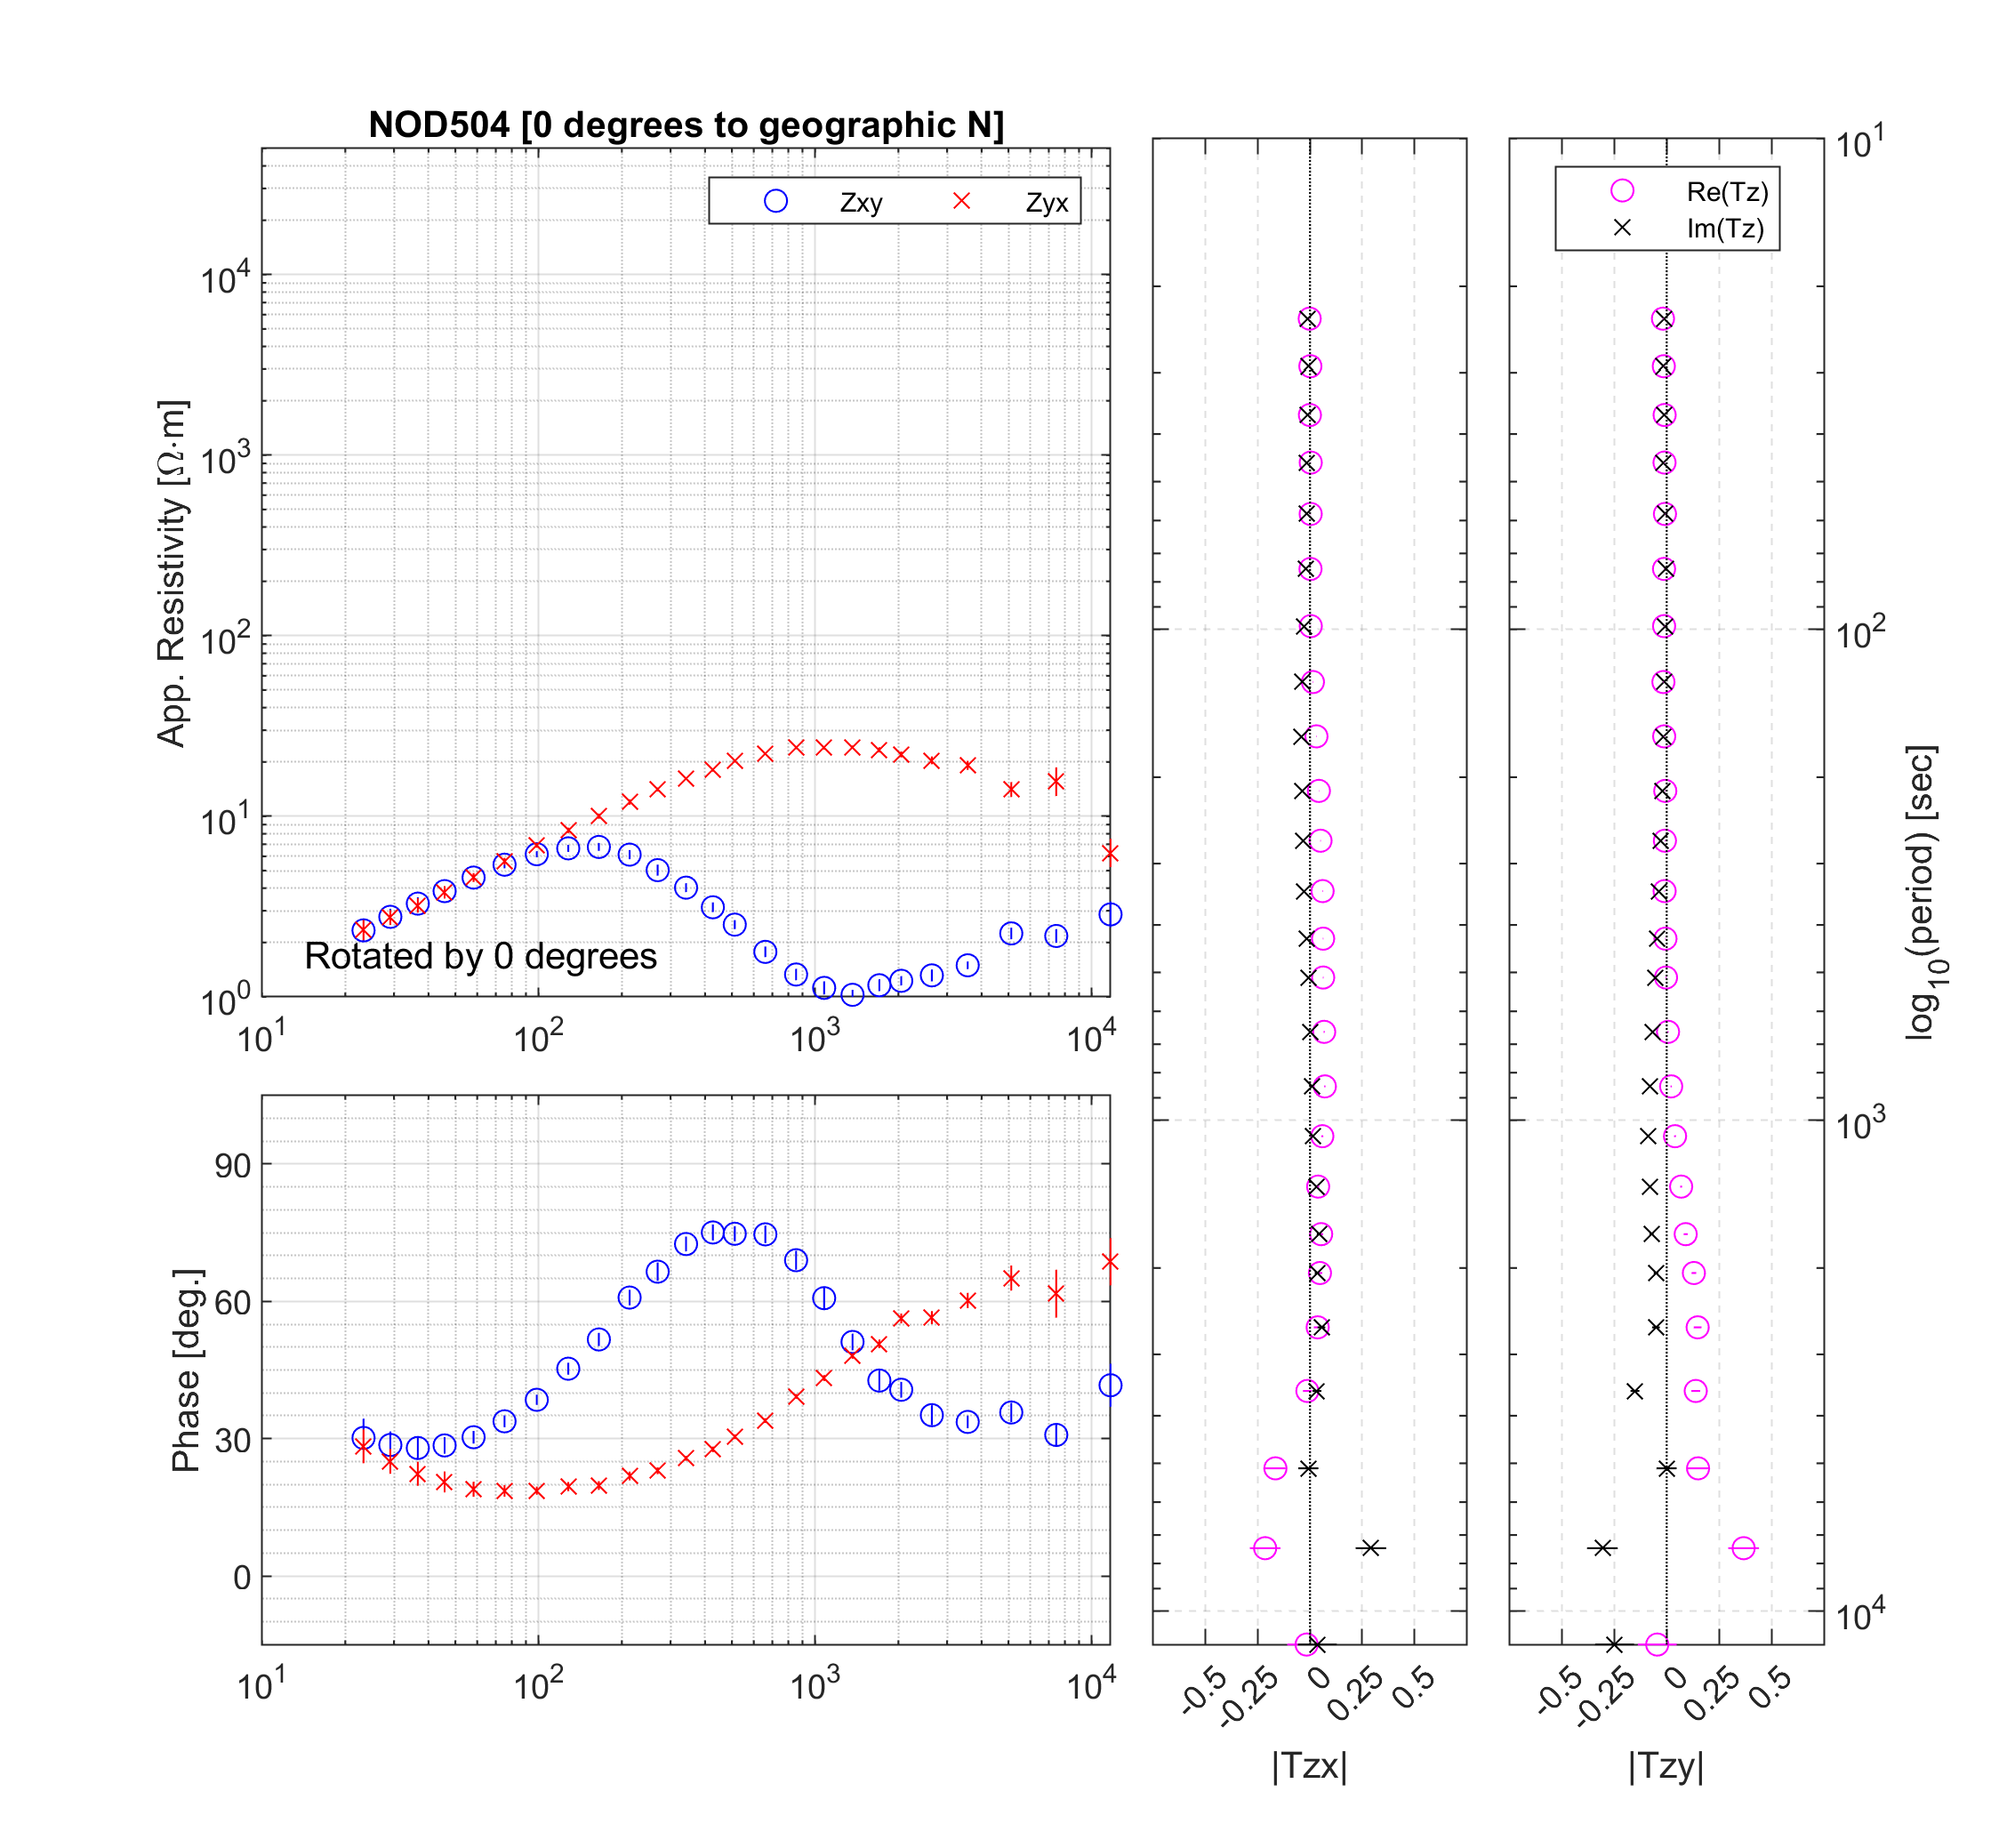 NOD504 [0 degrees to geographic N]
Zxy Zyx
App. Resistivity [Ω·m]
10^4
10^3
10^2
10^1
10^0
Rotated by 0 degrees
10^1 10^2 10^3 10^4
Phase [deg.]
90
60
30
0
10^1 10^2 10^3 10^4
-0.5 -0.25 0 0.25 0.5
|Tzx|
Re(Tz)
Im(Tz)
10^1
10^2
10^3
10^4
log_10(period) [sec]
-0.5 -0.25 0 0.25 0.5
|Tzy|